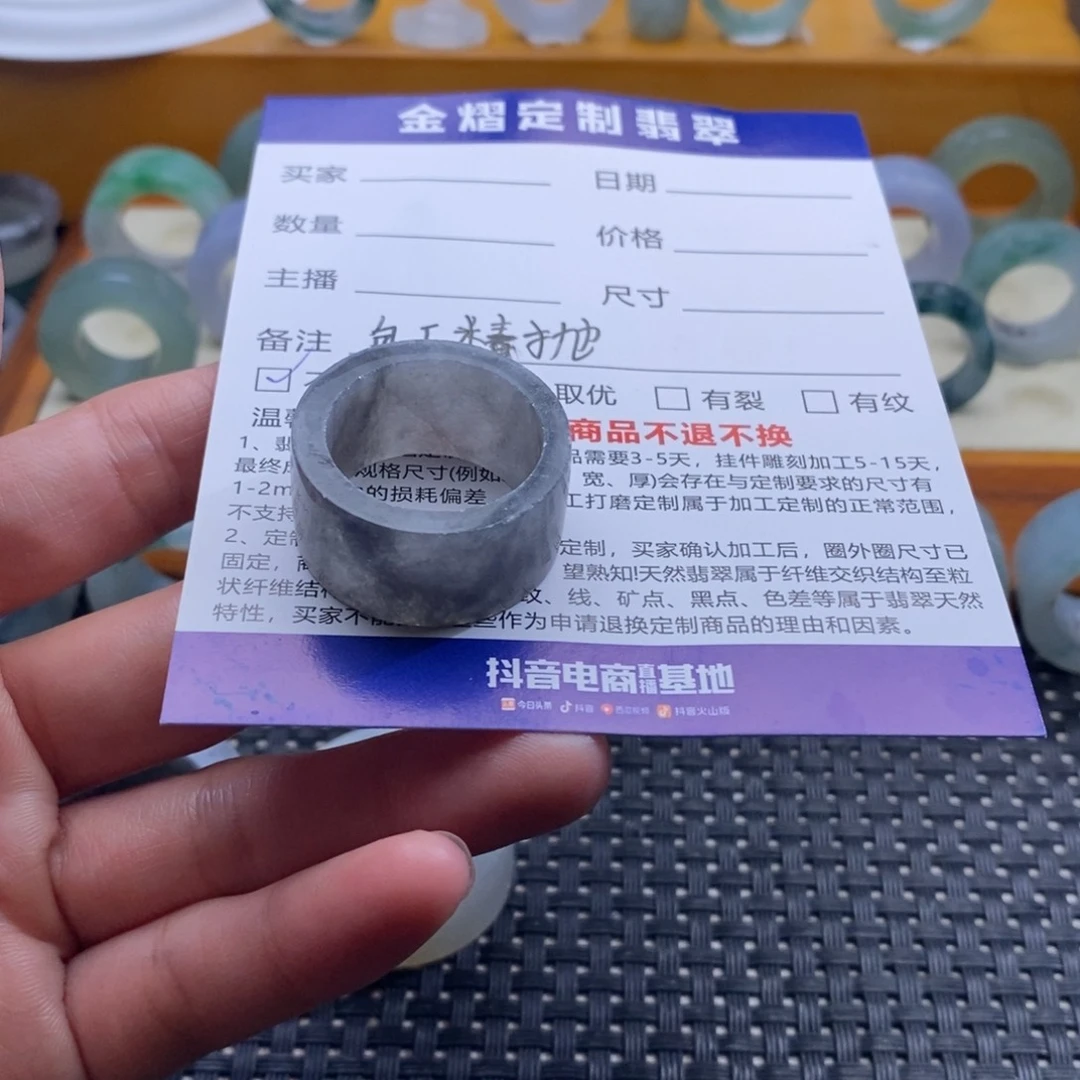 金熠定制翡翠
买家 日期
数量 价格
主播 尺寸
备注 包工精抛
取优 有裂 有纹
温 商品不退不换
1、翡 品需要3-5天，挂件雕刻加工5-15天，
最终 规格尺寸(例如 宽、厚)会存在与定制要求的尺寸有
1-2m 的损耗偏差 工打磨定制属于加工定制的正常范围，
不支持
2、定制 定制，买家确认加工后，圈外圈尺寸已
固定， 望熟知!天然翡翠属于纤维交织结构至粒
状纤维结构 纹、线、矿点、黑点、色差等属于翡翠天然
特性，买家不能 作为申请退换定制商品的理由和因素。
抖音电商直播基地
今日头条 抖音 西瓜视频 抖音火山版